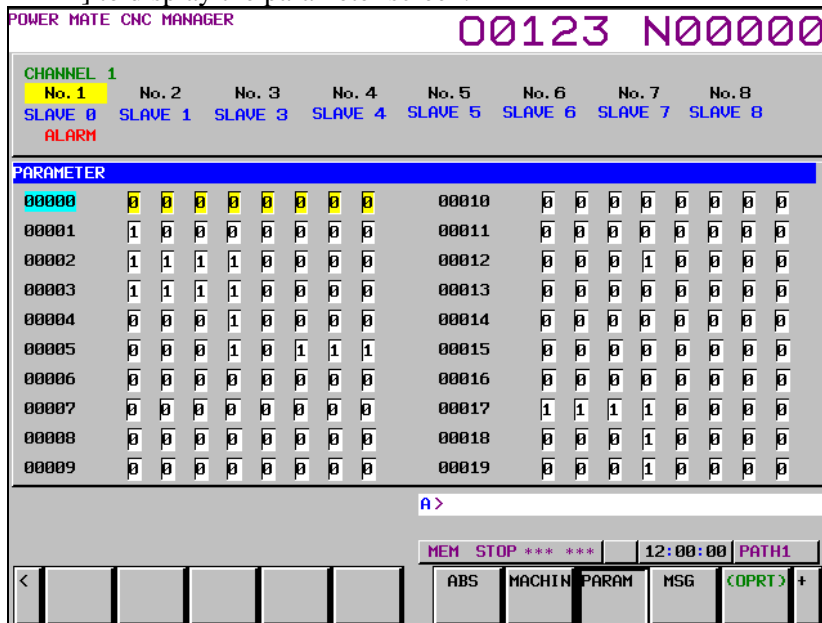 POWER MATE CNC MANAGER O0123 N00000
CHANNEL 1
No. 1 No. 2 No. 3 No. 4 No. 5 No. 6 No. 7 No. 8
SLAVE 0 SLAVE 1 SLAVE 3 SLAVE 4 SLAVE 5 SLAVE 6 SLAVE 7 SLAVE 8
ALARM
PARAMETER
00000 0 0 0 0 0 0 0 0 00010 0 0 0 0 0 0 0 0
00001 1 0 0 0 0 0 0 0 00011 0 0 0 0 0 0 0 0
00002 1 1 1 1 0 0 0 0 00012 0 0 0 1 0 0 0 0
00003 1 1 1 1 0 0 0 0 00013 0 0 0 0 0 0 0 0
00004 0 0 0 1 0 0 0 0 00014 0 0 0 0 0 0 0 0
00005 0 0 0 1 0 1 1 1 00015 0 0 0 0 0 0 0 0
00006 0 0 0 0 0 0 0 0 00016 0 0 0 0 0 0 0 0
00007 0 0 0 0 0 0 0 0 00017 1 1 1 1 0 0 0 0
00008 0 0 0 0 0 0 0 0 00018 0 0 0 1 0 0 0 0
00009 0 0 0 0 0 0 0 0 00019 0 0 0 1 0 0 0 0
A>
MEM STOP *** *** 12:00:00 PATH1
< ABS MACHIN PARAM MSG (OPRT) +